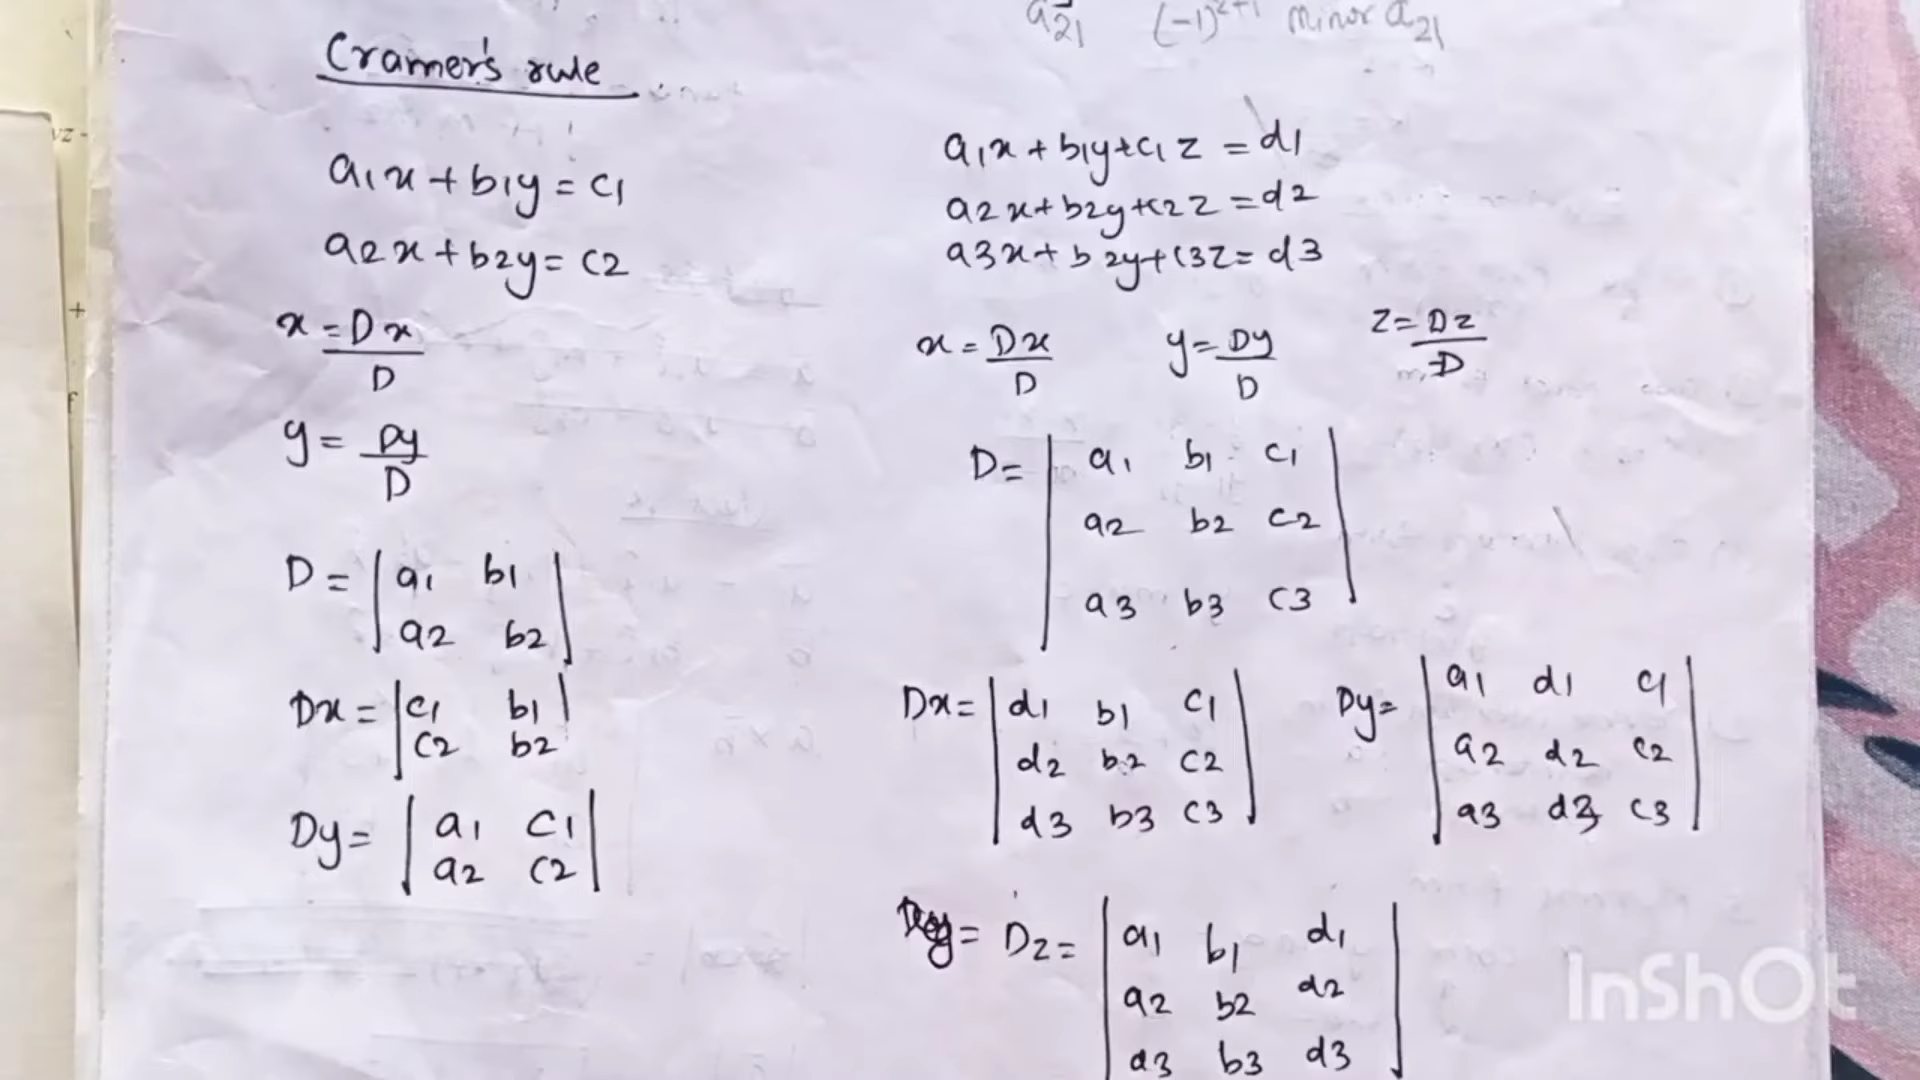 a21 (-1)^2+1 minor a21
Cramer's rule
a1x + b1y = c1
a2x + b2y = c2
x = Dx/D
y = Dy/D
D = | a1 b1 |
| a2 b2 |
Dx = | c1 b1 |
| c2 b2 |
Dy = | a1 c1 |
| a2 c2 |
a1x + b1y + c1z = d1
a2x + b2y + c2z = d2
a3x + b2y + c3z = d3
x = Dx/D y = Dy/D z = Dz/D
D = | a1 b1 c1 |
| a2 b2 c2 |
| a3 b3 c3 |
Dx = | d1 b1 c1 | Dy = | a1 d1 c1 |
| d2 b2 c2 | | a2 d2 c2 |
| d3 b3 c3 | | a3 d3 c3 |
= Dz = | a1 b1 d1 |
| a2 b2 d2 |
| a3 b3 d3 |
InShOt